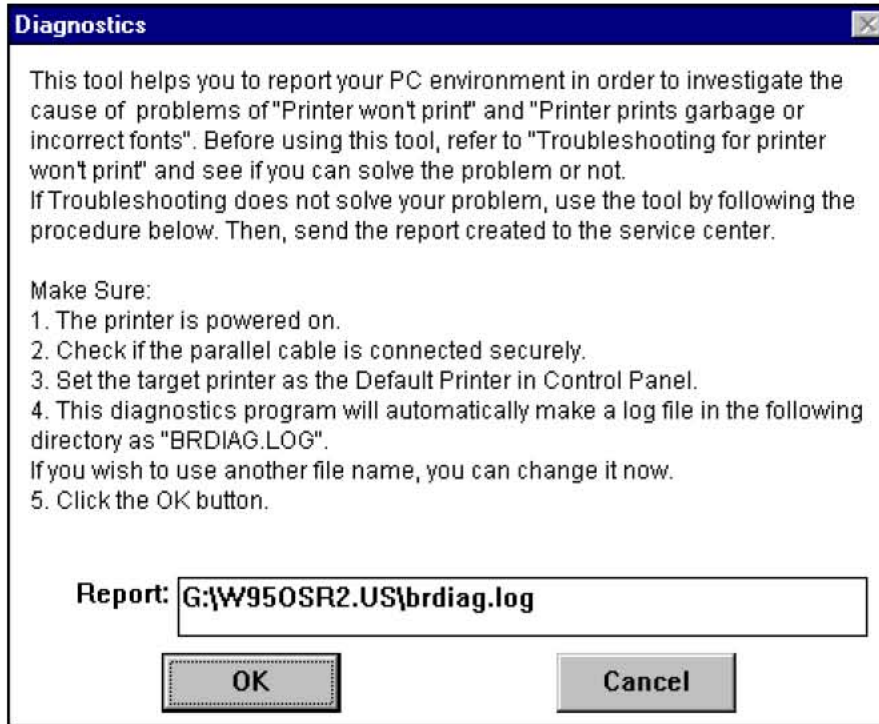 Diagnostics
This tool helps you to report your PC environment in order to investigate the
cause of problems of "Printer won't print" and "Printer prints garbage or
incorrect fonts". Before using this tool, refer to "Troubleshooting for printer
won't print" and see if you can solve the problem or not.
If Troubleshooting does not solve your problem, use the tool by following the
procedure below. Then, send the report created to the service center.
Make Sure:
1. The printer is powered on.
2. Check if the parallel cable is connected securely.
3. Set the target printer as the Default Printer in Control Panel.
4. This diagnostics program will automatically make a log file in the following
directory as "BRDIAG.LOG".
If you wish to use another file name, you can change it now.
5. Click the OK button.
Report: G:\W95OSR2.US\brdiag.log
OK Cancel